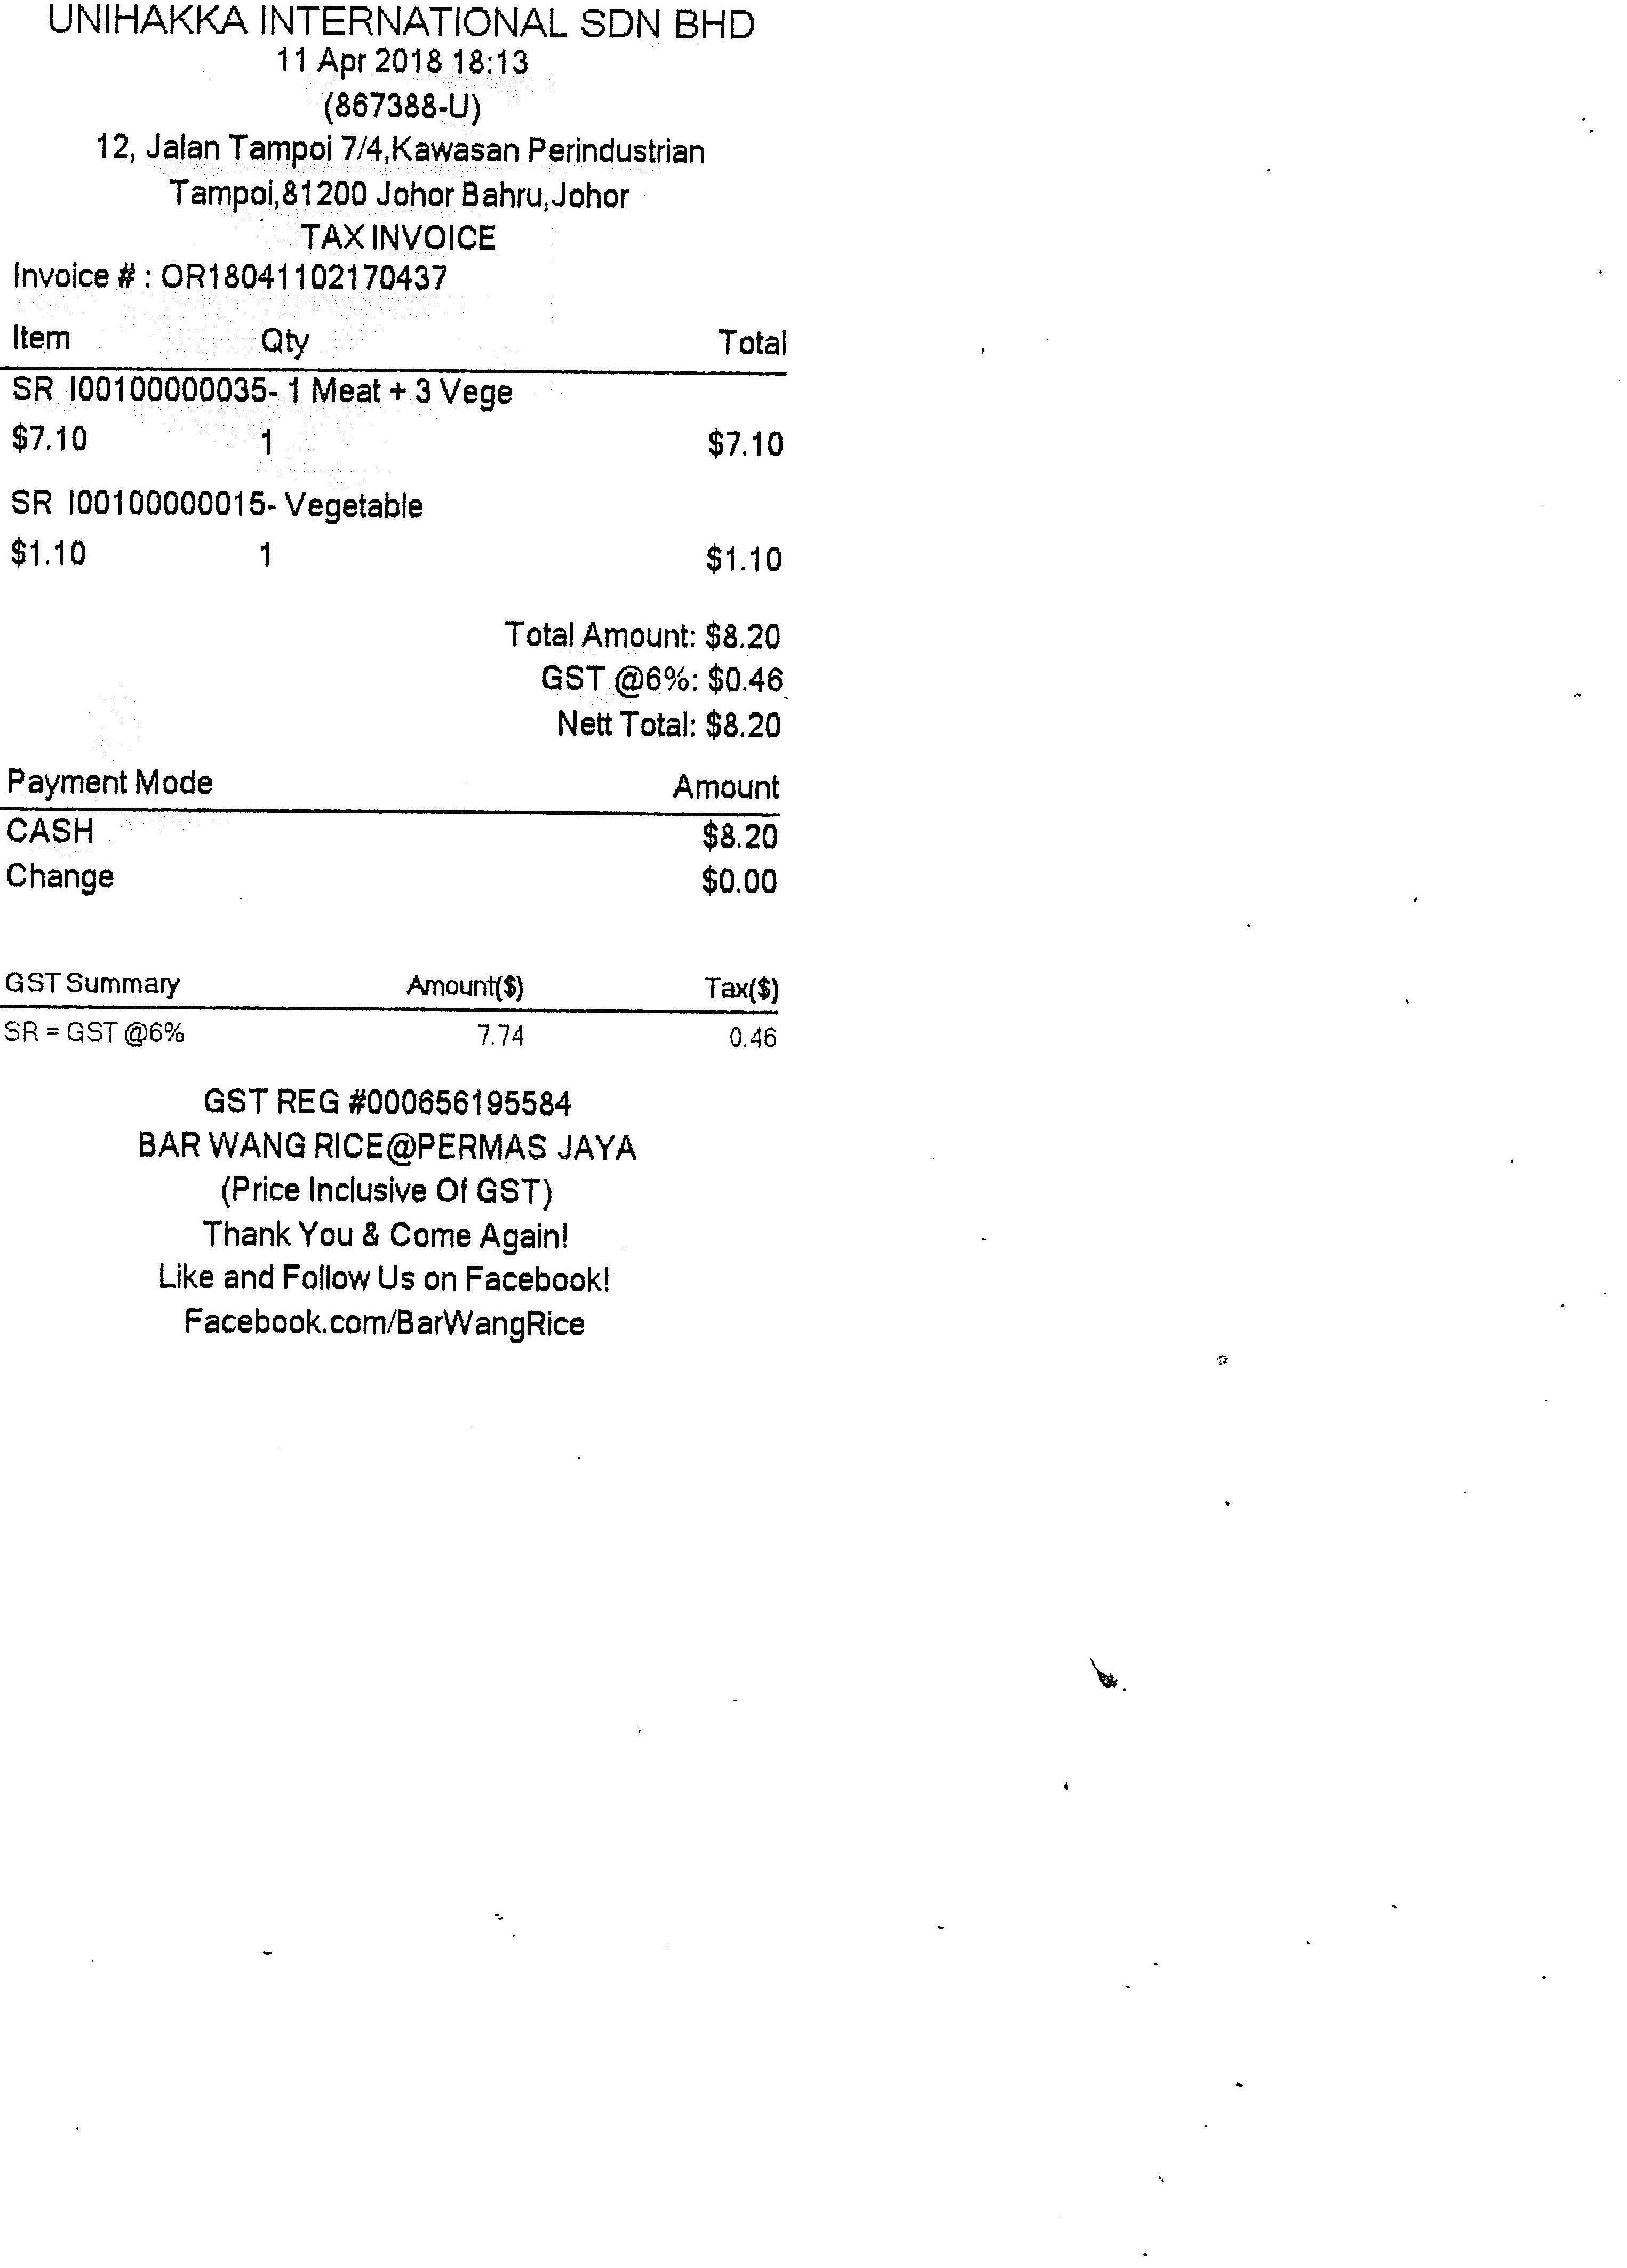 UNIHAKKA INTERNATIONAL SDN BHD
11 Apr 2018 18:13
(867388-U)
12, Jalan Tampoi 7/4,Kawasan Perindustrian
Tampoi,81200 Johor Bahru,Johor
TAX INVOICE
Invoice # : OR18041102170437
Item Qty Total
SR I00100000035- 1 Meat + 3 Vege
$7.10 1 $7.10
SR I00100000015- Vegetable
$1.10 1 $1.10
Total Amount: $8.20
GST @6%: $0.46
Nett Total: $8.20
Payment Mode Amount
CASH $8.20
Change $0.00
GST Summary Amount($) Tax($)
SR = GST @6% 7.74 0.46
GST REG #000656195584
BAR WANG RICE@PERMAS JAYA
(Price Inclusive Of GST)
Thank You & Come Again!
Like and Follow Us on Facebook!
Facebook.com/BarWangRice